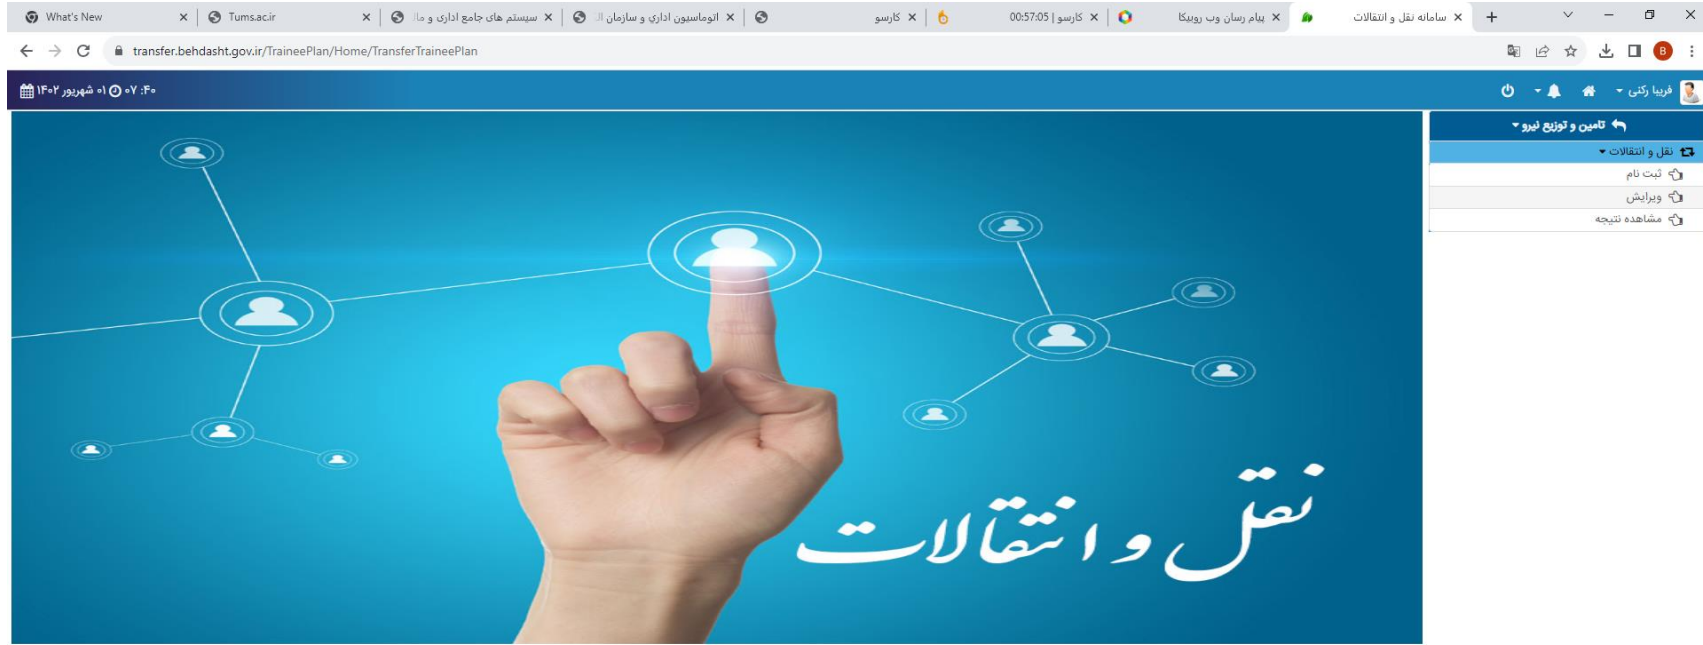 What's New
Tums.ac.ir
سیستم های جامع اداری و ما
اتوماسیون اداري و سازمان ال
کارسو
00:57:05 | کارسو
پیام رسان وب روبیکا
سامانه نقل و انتقالات
transfer.behdasht.gov.ir/TraineePlan/Home/TransferTraineePlan
B
فریبا رکنی
۰۱ شهریور ۱۴۰۲ ۰۷ :۴۰
تامین و توزیع نیرو
نقل و انتقالات
ثبت نام
ویرایش
مشاهده نتیجه
نقل و انتقالات